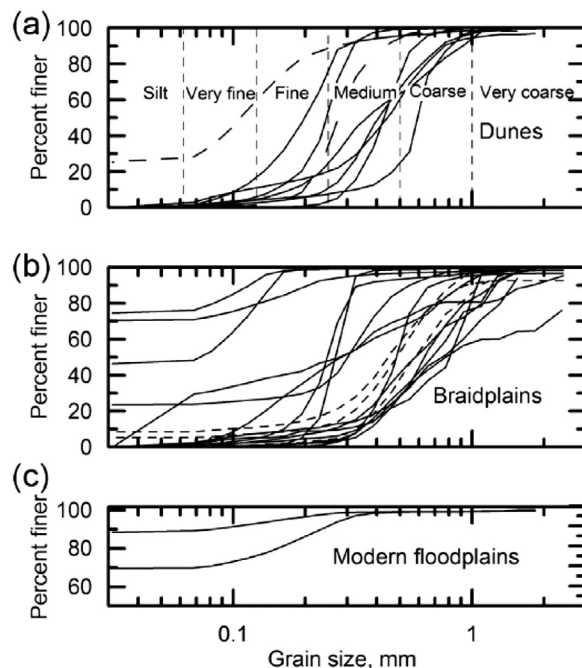 (a)
100
80
60
40
20
0
Percent finer
Silt
Very fine
Fine
Medium
Coarse
Very coarse
Dunes
(b)
100
80
60
40
20
0
Percent finer
Braidplains
(c)
100
80
60
Percent finer
Modern floodplains
0.1
1
Grain size, mm